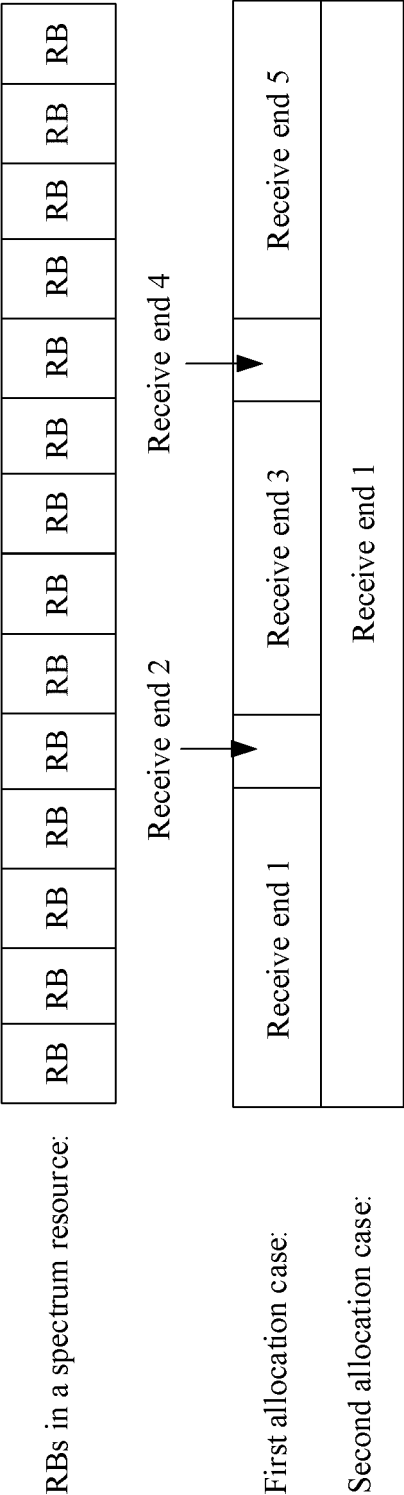 RBs in a spectrum resource: RB RB RB RB RB RB RB RB RB RB RB RB RB RB
Receive end 2 Receive end 4
First allocation case: Receive end 1 Receive end 3 Receive end 5
Second allocation case: Receive end 1